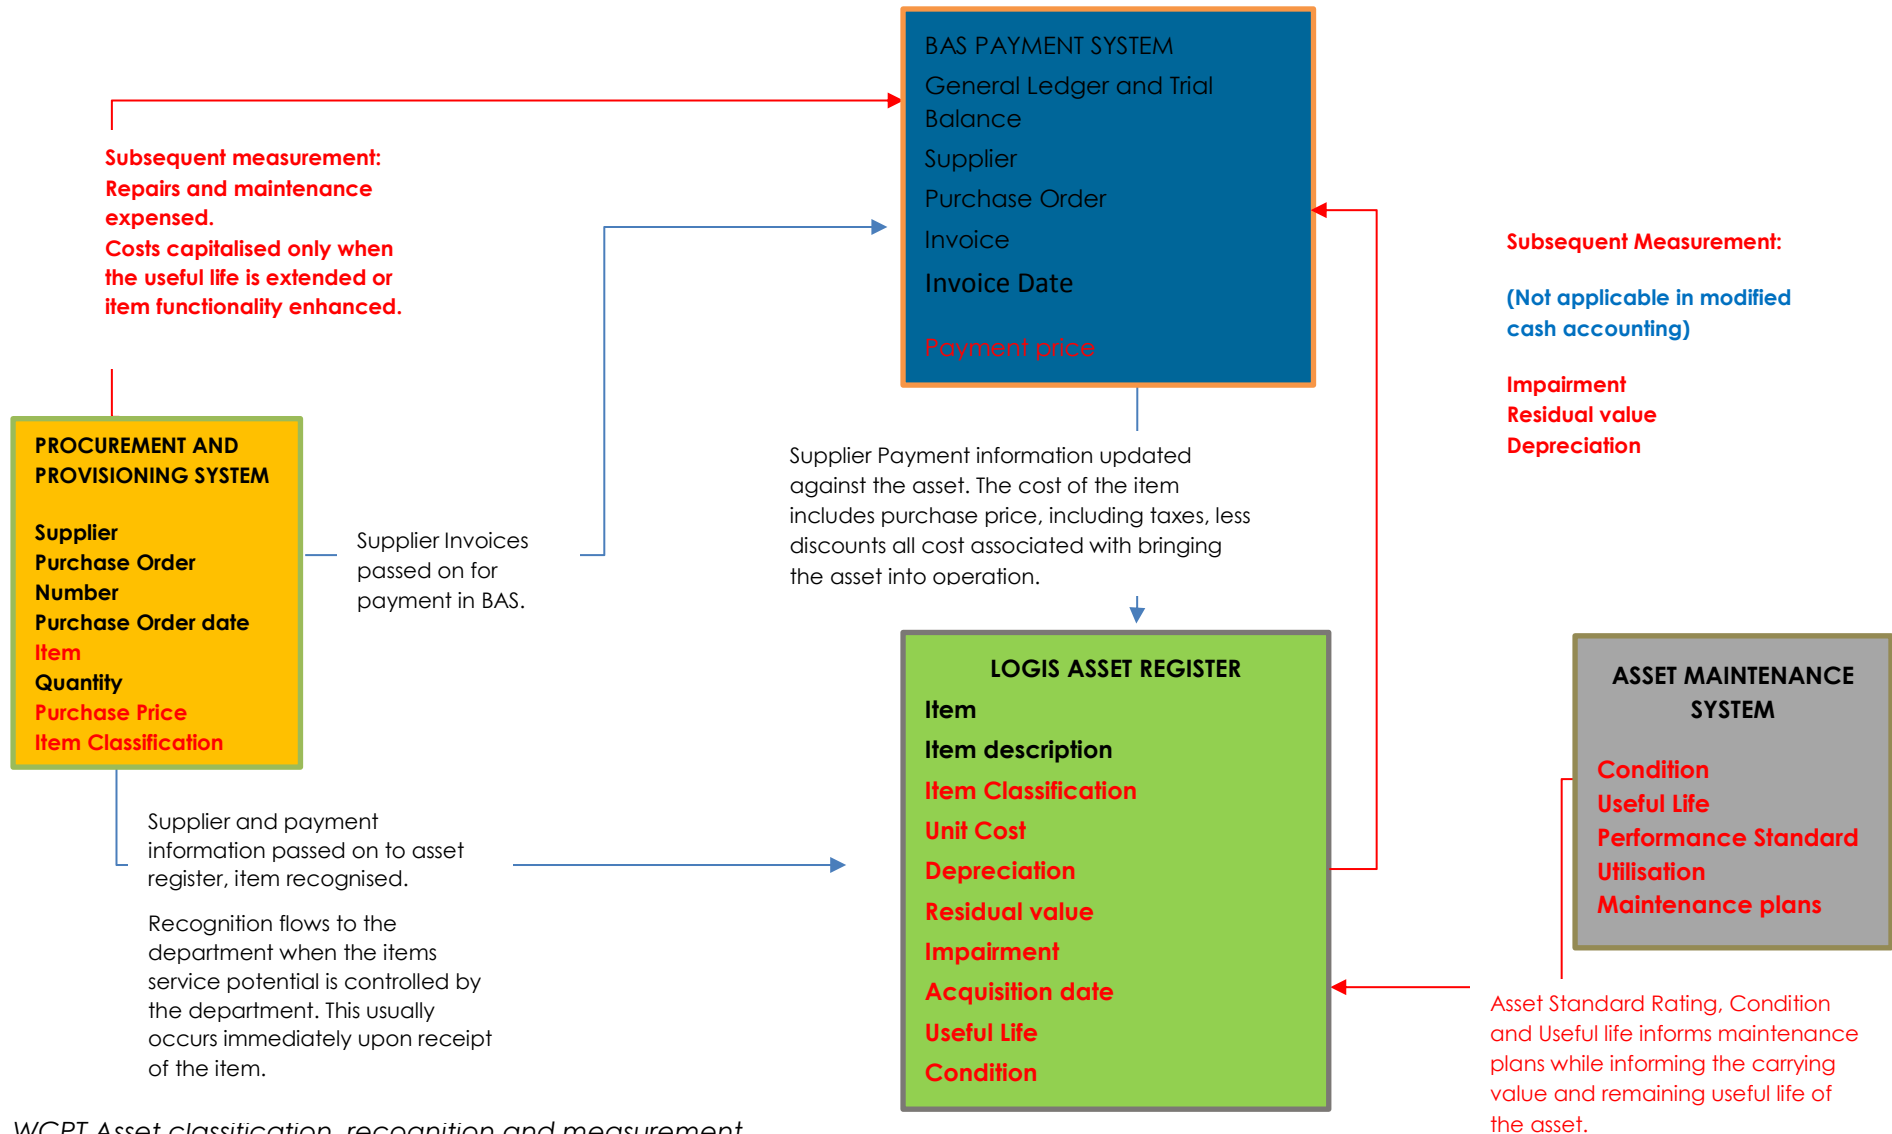 BAS PAYMENT SYSTEM
General Ledger and Trial
Balance
Supplier
Purchase Order
Invoice
Invoice Date
Payment price
Subsequent measurement:
Repairs and maintenance
expensed.
Costs capitalised only when
the useful life is extended or
item functionality enhanced.
Subsequent Measurement:
(Not applicable in modified
cash accounting)
Impairment
Residual value
Depreciation
PROCUREMENT AND
PROVISIONING SYSTEM
Supplier
Purchase Order
Number
Purchase Order date
Item
Quantity
Purchase Price
Item Classification
Supplier Invoices
passed on for
payment in BAS.
Supplier Payment information updated
against the asset. The cost of the item
includes purchase price, including taxes, less
discounts all cost associated with bringing
the asset into operation.
LOGIS ASSET REGISTER
Item
Item description
Item Classification
Unit Cost
Depreciation
Residual value
Impairment
Acquisition date
Useful Life
Condition
ASSET MAINTENANCE
SYSTEM
Condition
Useful Life
Performance Standard
Utilisation
Maintenance plans
Supplier and payment
information passed on to asset
register, item recognised.
Recognition flows to the
department when the items
service potential is controlled by
the department. This usually
occurs immediately upon receipt
of the item.
Asset Standard Rating, Condition
and Useful life informs maintenance
plans while informing the carrying
value and remaining useful life of
the asset.
WCPT Asset classification, recognition and measurement